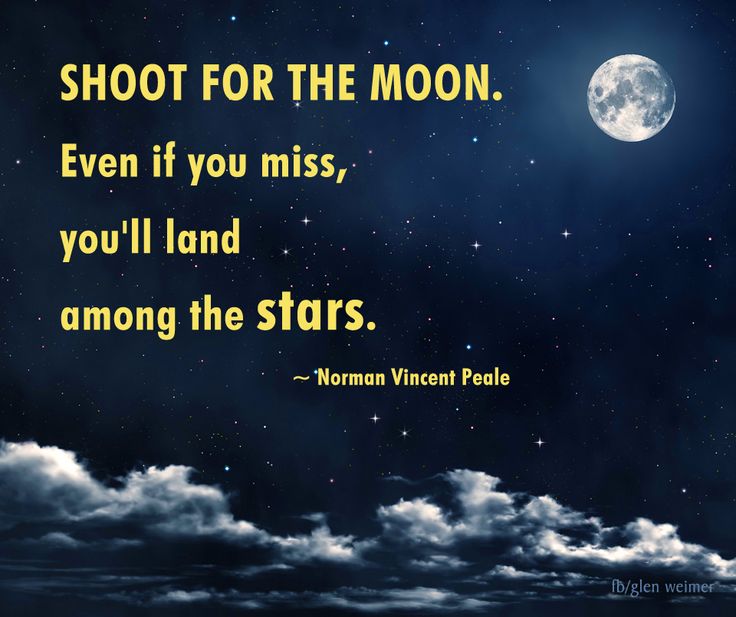 SHOOT FOR THE MOON.
Even if you miss,
you'll land
among the stars.
~ Norman Vincent Peale
fb/glen weimer